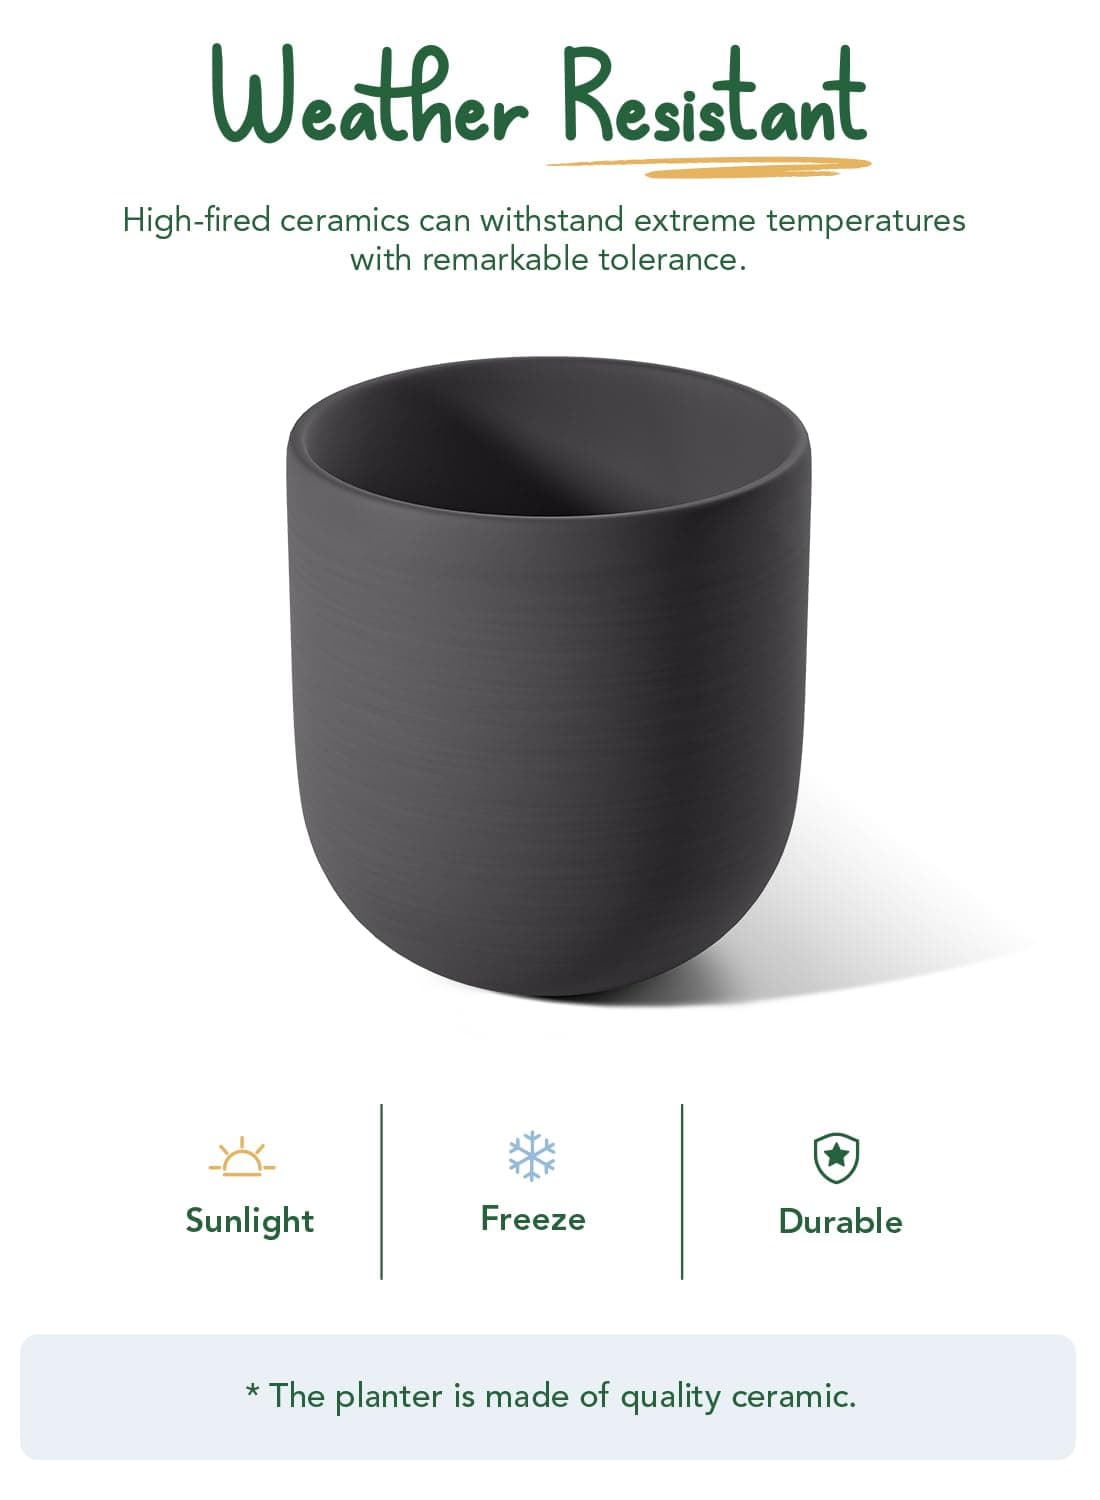 Weather Resistant
High-fired ceramics can withstand extreme temperatures
with remarkable tolerance.
Sunlight
Freeze
Durable
* The planter is made of quality ceramic.